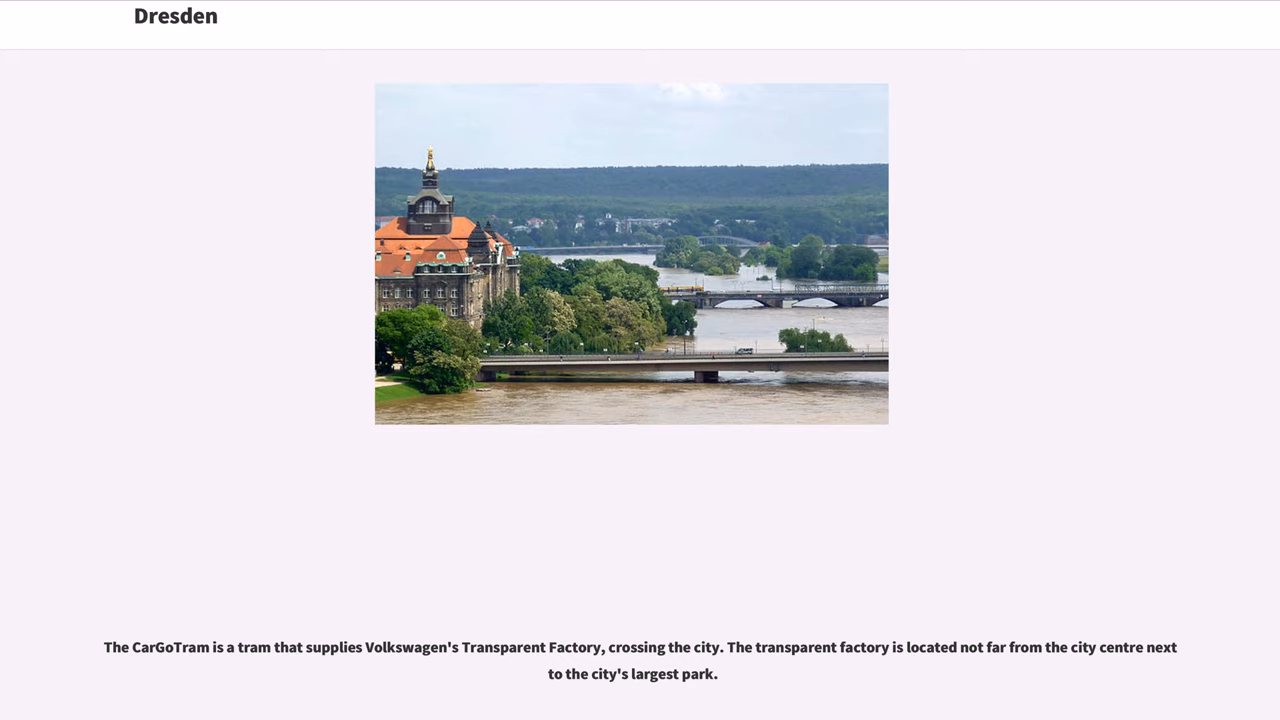 Dresden
The CarGoTram is a tram that supplies Volkswagen's Transparent Factory, crossing the city. The transparent factory is located not far from the city centre next
to the city's largest park.